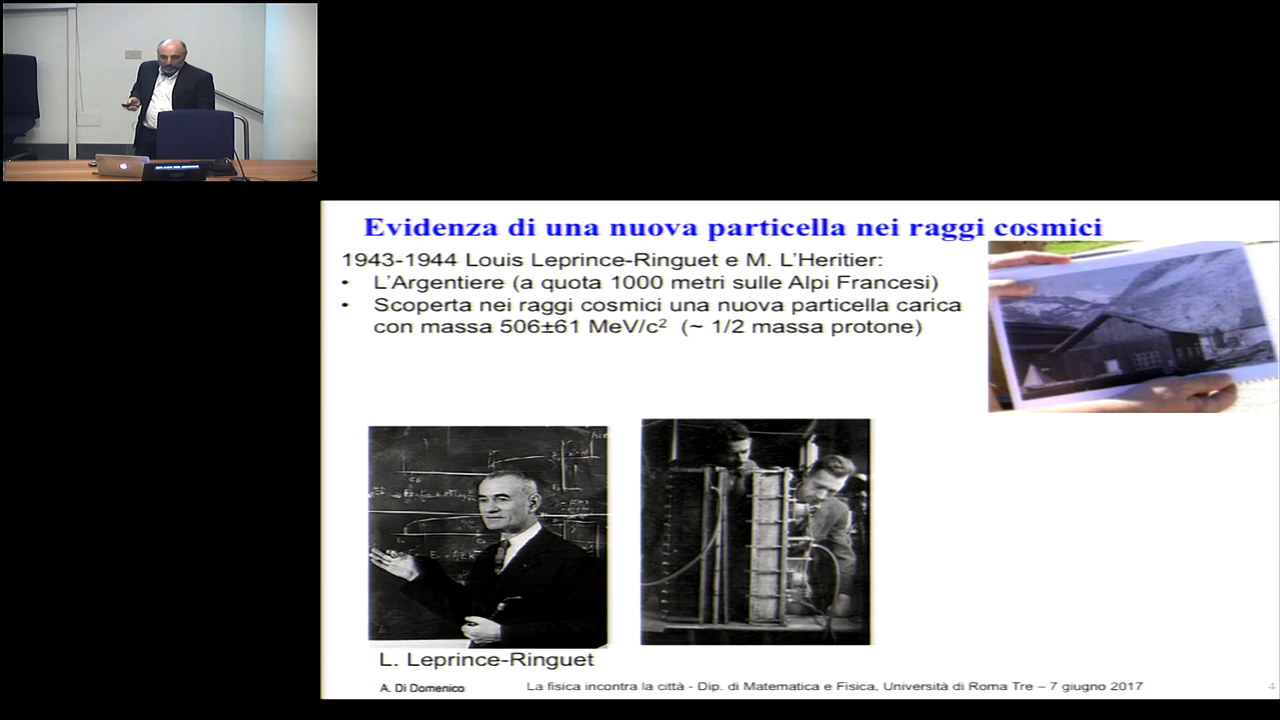 Evidenza di una nuova particella nei raggi cosmici
1943-1944 Louis Leprince-Ringuet e M. L'Heritier:
• L'Argentiere (a quota 1000 metri sulle Alpi Francesi)
• Scoperta nei raggi cosmici una nuova particella carica
con massa 506±61 MeV/c² (~ 1/2 massa protone)
L. Leprince-Ringuet
A. Di Domenico
La fisica incontra la città - Dip. di Matematica e Fisica, Università di Roma Tre – 7 giugno 2017
4